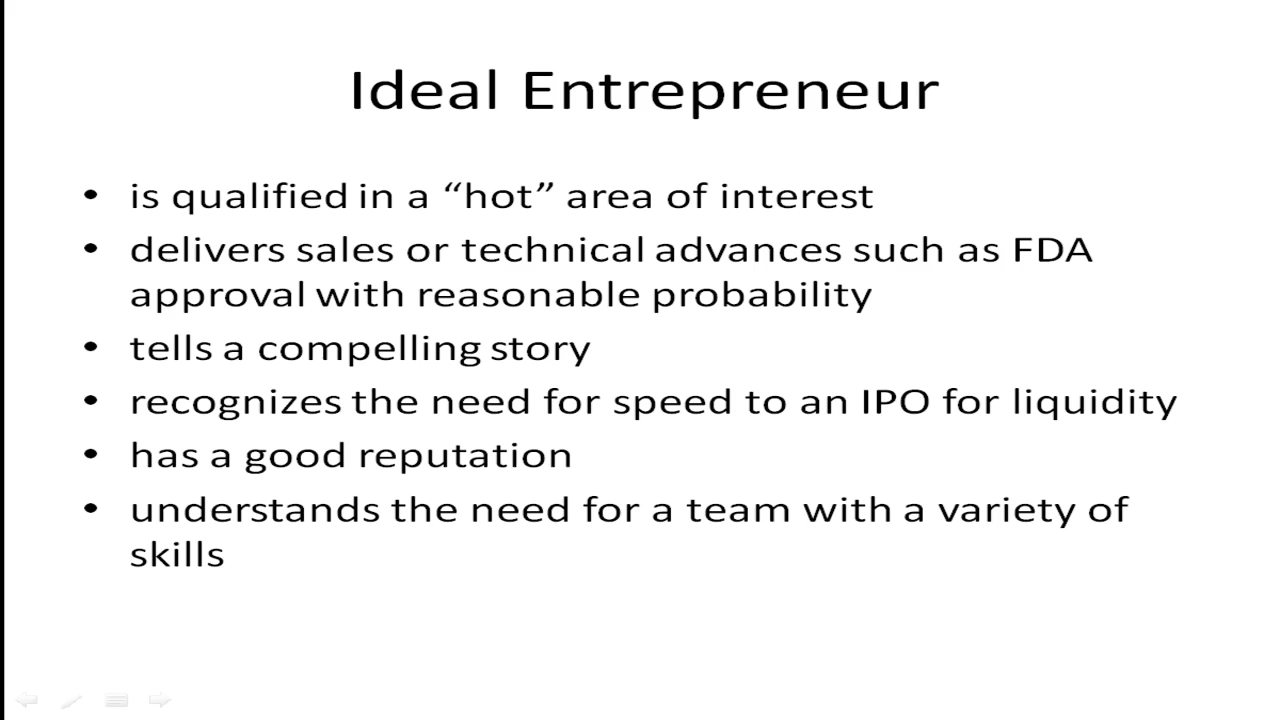 Ideal Entrepreneur
• is qualified in a “hot” area of interest
• delivers sales or technical advances such as FDA
approval with reasonable probability
• tells a compelling story
• recognizes the need for speed to an IPO for liquidity
• has a good reputation
• understands the need for a team with a variety of
skills